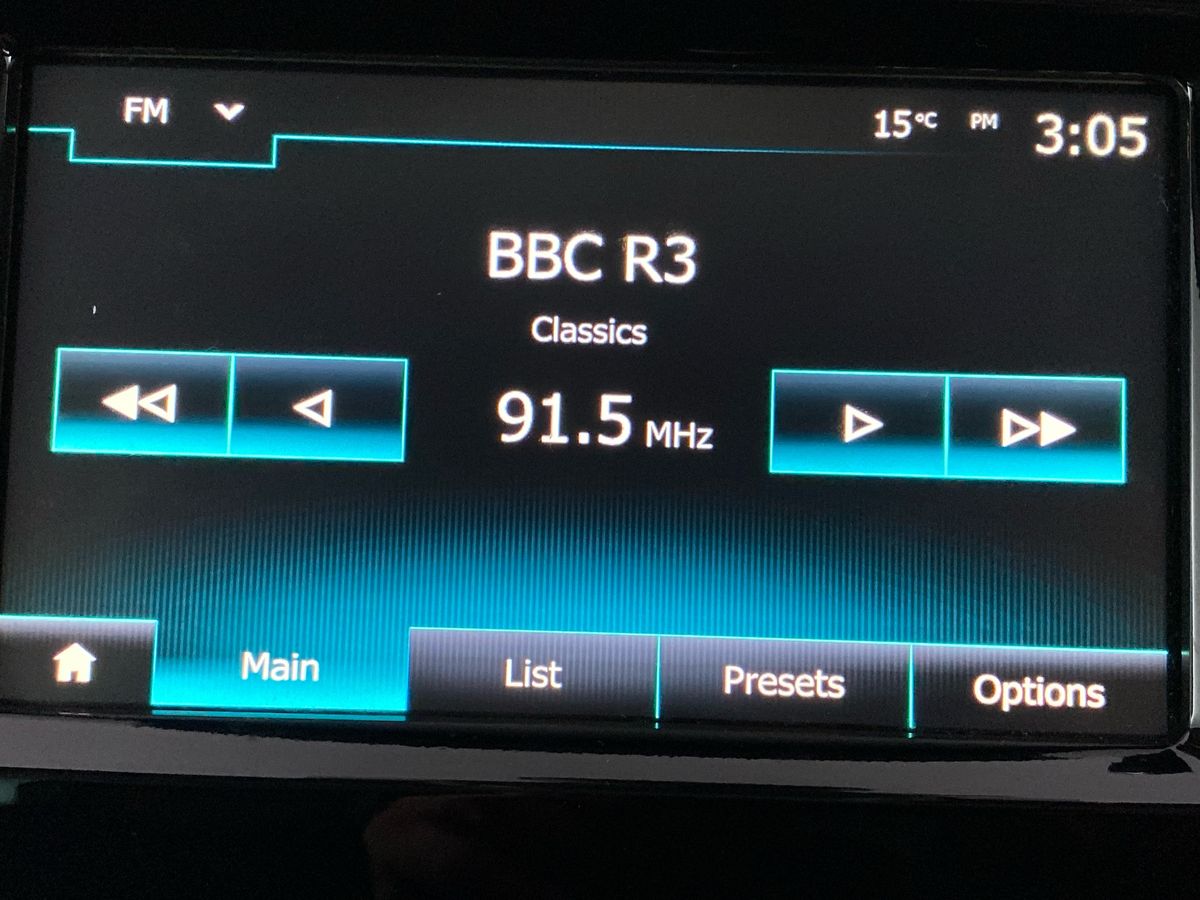 FM 15°C PM 3:05
BBC R3
Classics
91.5 MHz
Main List Presets Options